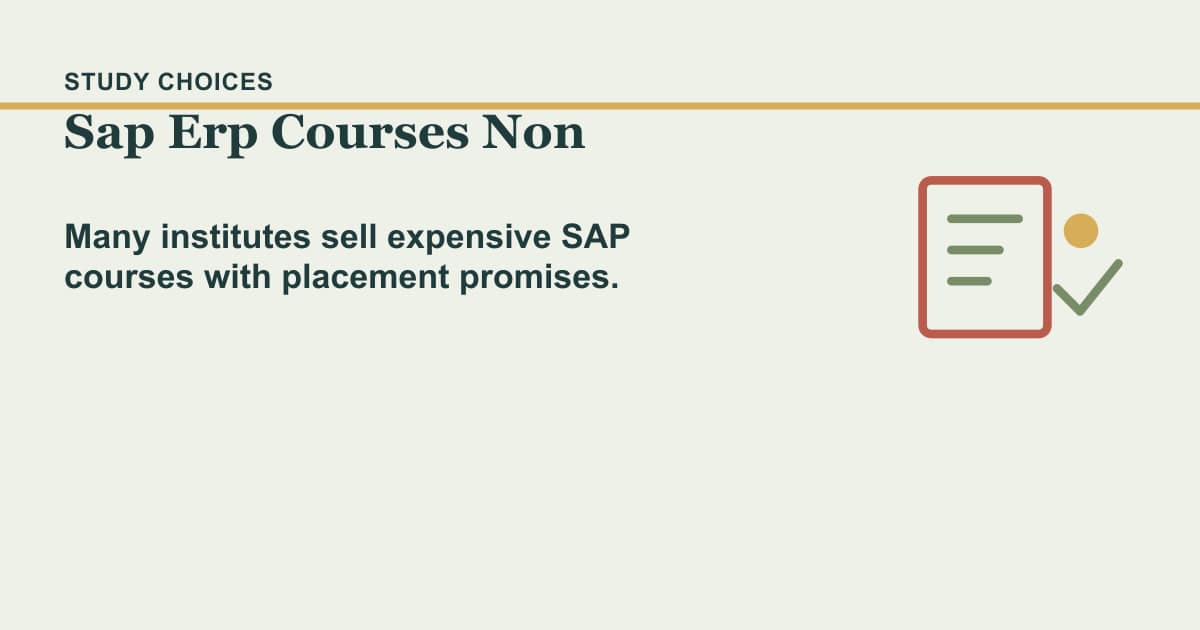 STUDY CHOICES
Sap Erp Courses Non
Many institutes sell expensive SAP
courses with placement promises.